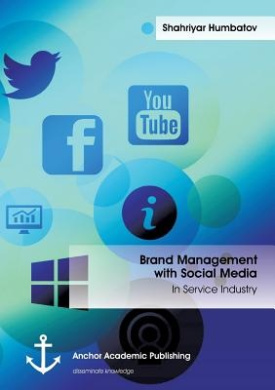 Shahriyar Humbatov
You
Tube
f
i
Brand Management
with Social Media
In Service Industry
Anchor Academic Publishing
disseminate knowledge